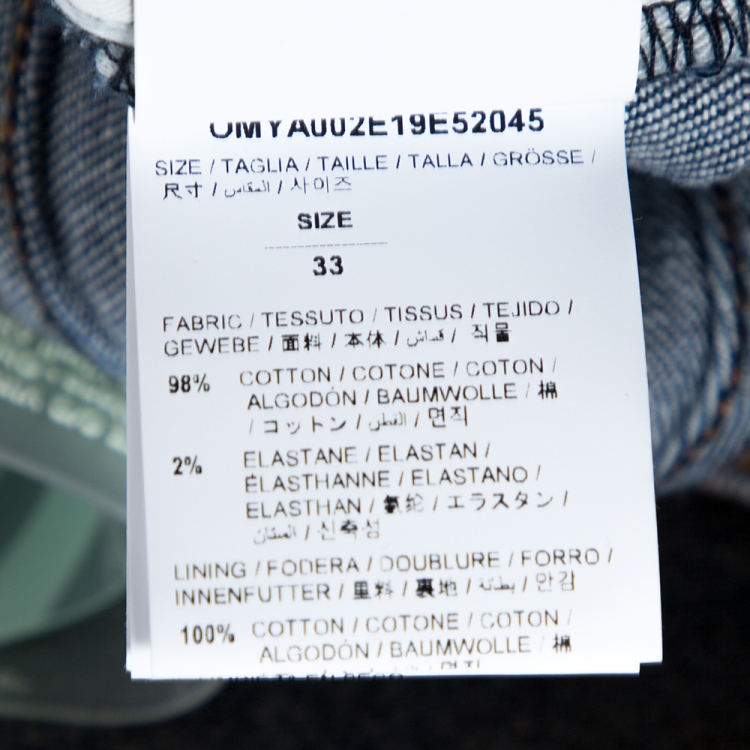 OMYA002E19E52045
SIZE / TAGLIA / TAILLE / TALLA / GRÖSSE /
尺寸 / المقاس / 사이즈
SIZE
33
FABRIC / TESSUTO / TISSUS / TEJIDO /
GEWEBE / 面料 / 本体 / قماش / 직물
98% COTTON / COTONE / COTON /
ALGODÓN / BAUMWOLLE / 棉
/ コットン / القطن / 면직
2% ELASTANE / ELASTAN /
ÉLASTHANNE / ELASTANO /
ELASTHAN / 氨纶 / エラスタン /
/ 신축섬
LINING / FODERA / DOUBLURE / FORRO /
INNENFUTTER / 里料 / 裏地 / بطانة / 안감
100% COTTON / COTONE / COTON /
ALGODÓN / BAUMWOLLE / 棉